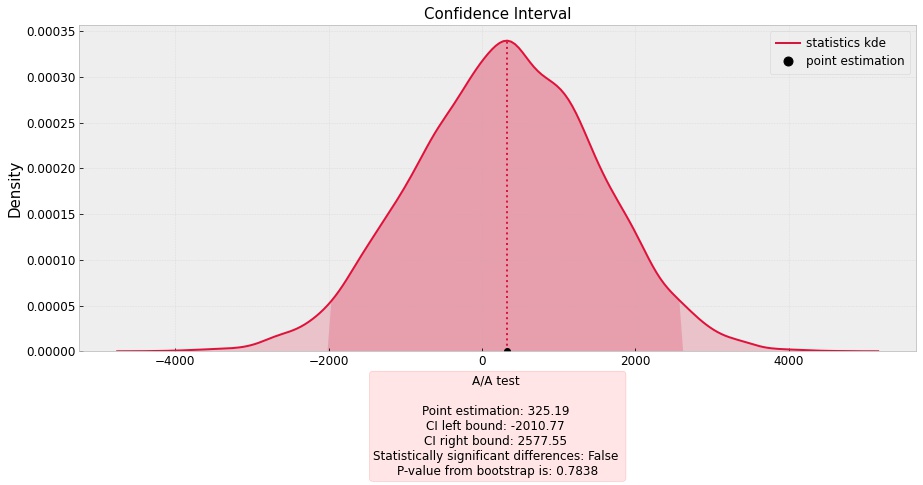 Confidence Interval
statistics kde
point estimation
Density
0.00035
0.00030
0.00025
0.00020
0.00015
0.00010
0.00005
0.00000
−4000
−2000
0
2000
4000
A/A test
Point estimation: 325.19
CI left bound: -2010.77
CI right bound: 2577.55
Statistically significant differences: False
P-value from bootstrap is: 0.7838